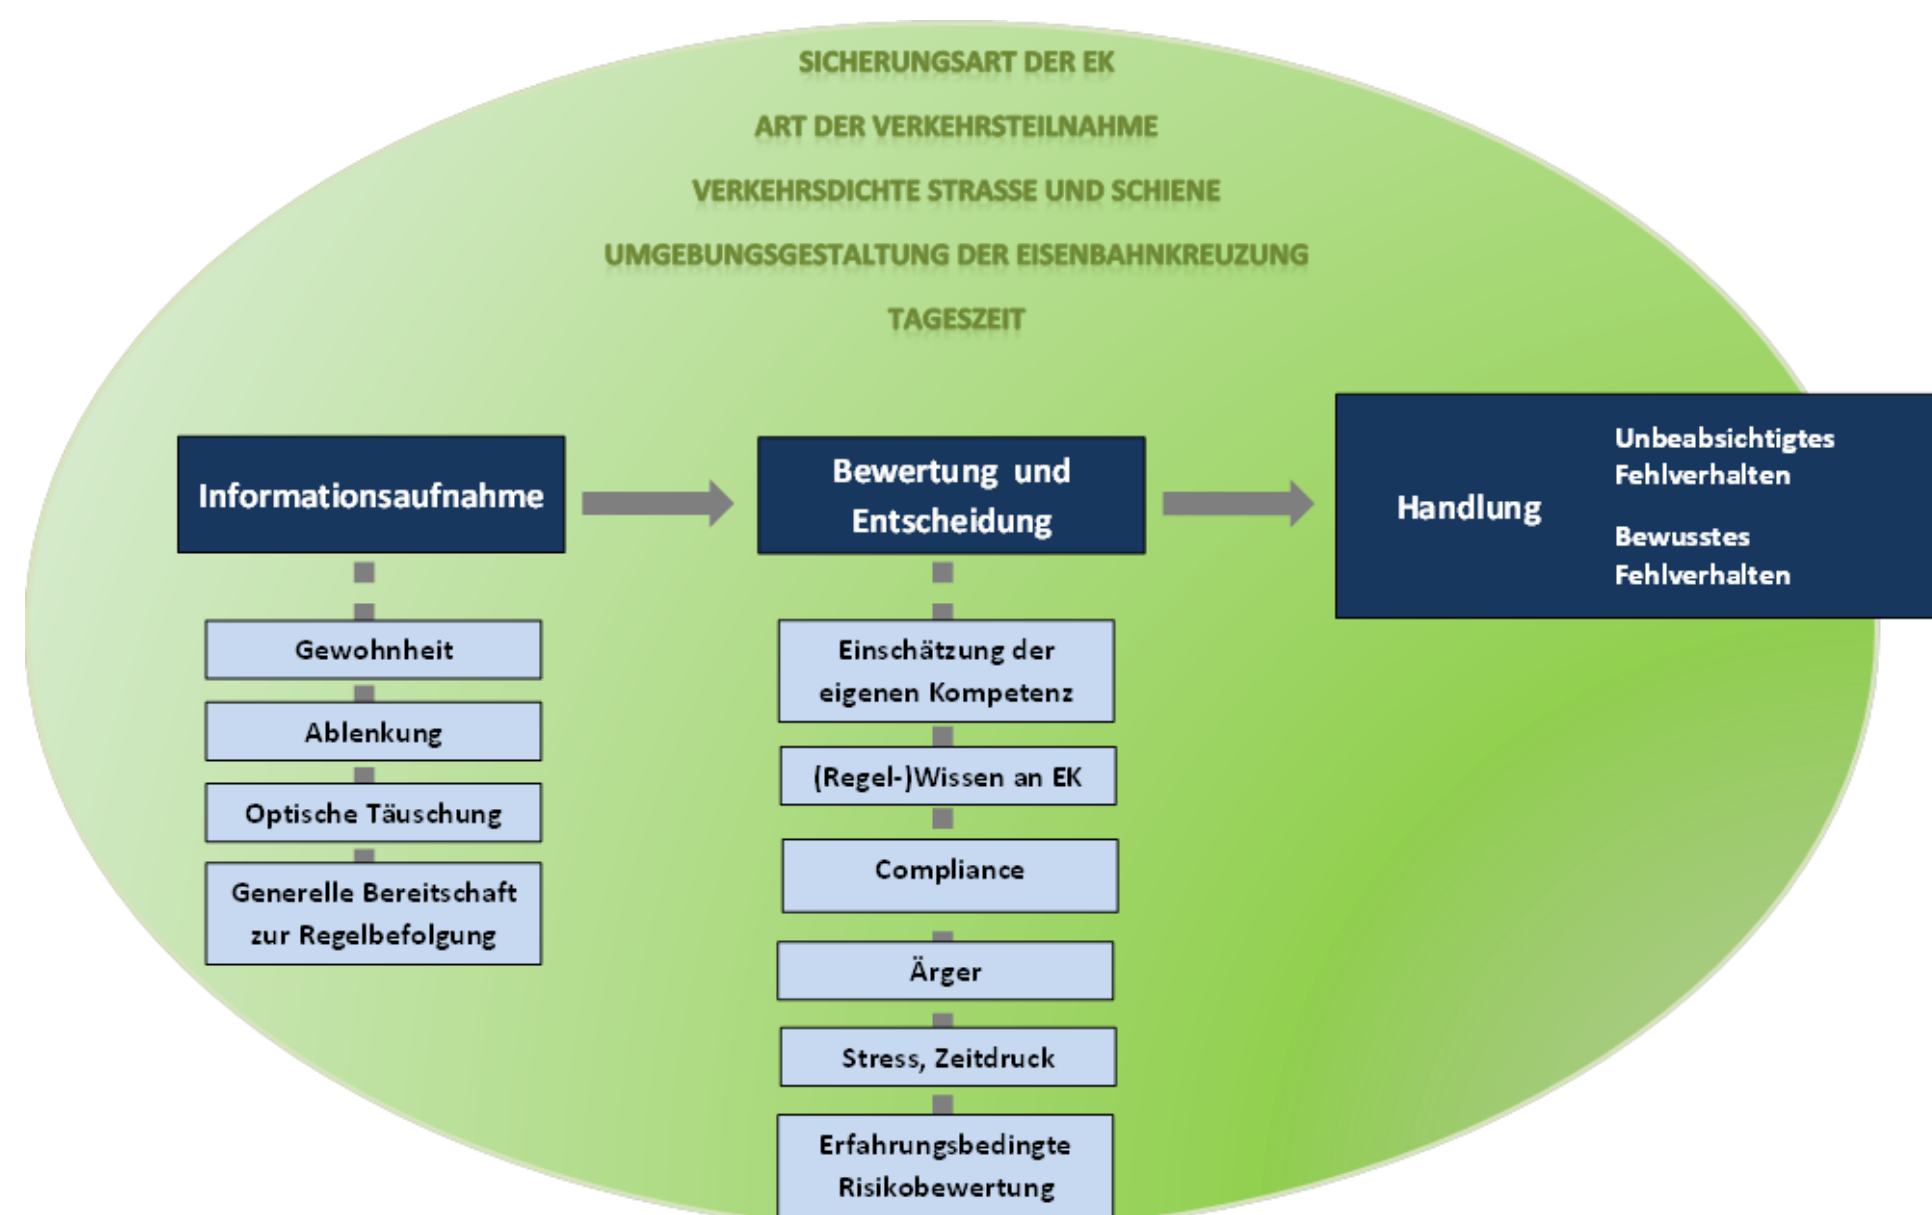 SICHERUNGSART DER EK
ART DER VERKEHRSTEILNAHME
VERKEHRSDICHTE STRASSE UND SCHIENE
UMGEBUNGSGESTALTUNG DER EISENBAHNKREUZUNG
TAGESZEIT
Informationsaufnahme
Gewohnheit
Ablenkung
Optische Täuschung
Generelle Bereitschaft
zur Regelbefolgung
Bewertung und
Entscheidung
Einschätzung der
eigenen Kompetenz
(Regel-)Wissen an EK
Compliance
Ärger
Stress, Zeitdruck
Erfahrungsbedingte
Risikobewertung
Handlung
Unbeabsichtigtes
Fehlverhalten
Bewusstes
Fehlverhalten